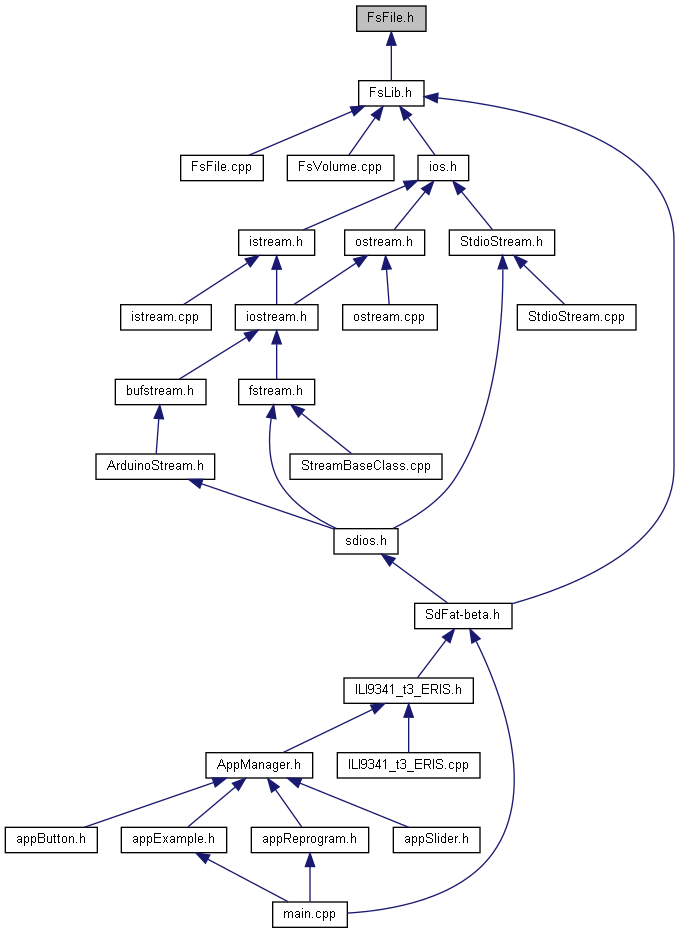 FsFile.h
FsLib.h
FsFile.cpp
FsVolume.cpp
ios.h
istream.h
ostream.h
StdioStream.h
istream.cpp
iostream.h
ostream.cpp
StdioStream.cpp
bufstream.h
fstream.h
ArduinoStream.h
StreamBaseClass.cpp
sdios.h
SdFat-beta.h
ILI9341_t3_ERIS.h
AppManager.h
ILI9341_t3_ERIS.cpp
appButton.h
appExample.h
appReprogram.h
appSlider.h
main.cpp